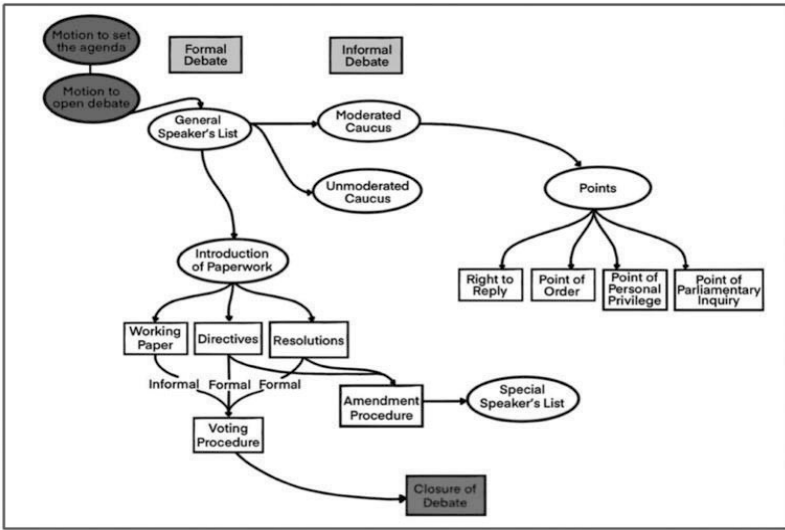 Motion to set
the agenda
Formal
Debate
Informal
Debate
Motion to
open debate
General
Speaker's List
Moderated
Caucus
Unmoderated
Caucus
Points
Introduction
of Paperwork
Right to
Reply
Point of
Order
Point of
Personal
Privilege
Point of
Parliamentary
Inquiry
Working
Paper
Directives
Resolutions
Informal
Formal
Formal
Amendment
Procedure
Special
Speaker's List
Voting
Procedure
Closure of
Debate